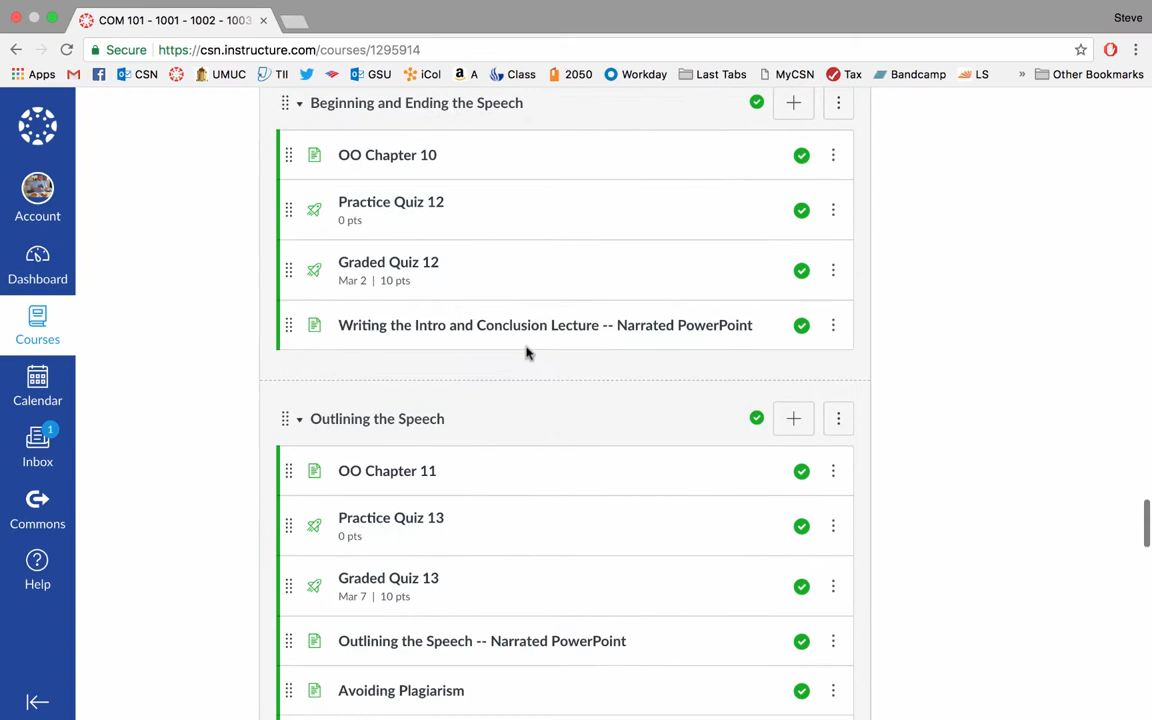 COM 101 - 1001 - 1002 - 1003
Steve
Secure https://csn.instructure.com/courses/1295914
Apps CSN UMUC TII GSU iCol A Class 2050 Workday Last Tabs MyCSN Tax Bandcamp LS » Other Bookmarks
Account
Dashboard
Courses
Calendar
1
Inbox
Commons
Help
Beginning and Ending the Speech
OO Chapter 10
Practice Quiz 12
0 pts
Graded Quiz 12
Mar 2 | 10 pts
Writing the Intro and Conclusion Lecture -- Narrated PowerPoint
Outlining the Speech
OO Chapter 11
Practice Quiz 13
0 pts
Graded Quiz 13
Mar 7 | 10 pts
Outlining the Speech -- Narrated PowerPoint
Avoiding Plagiarism